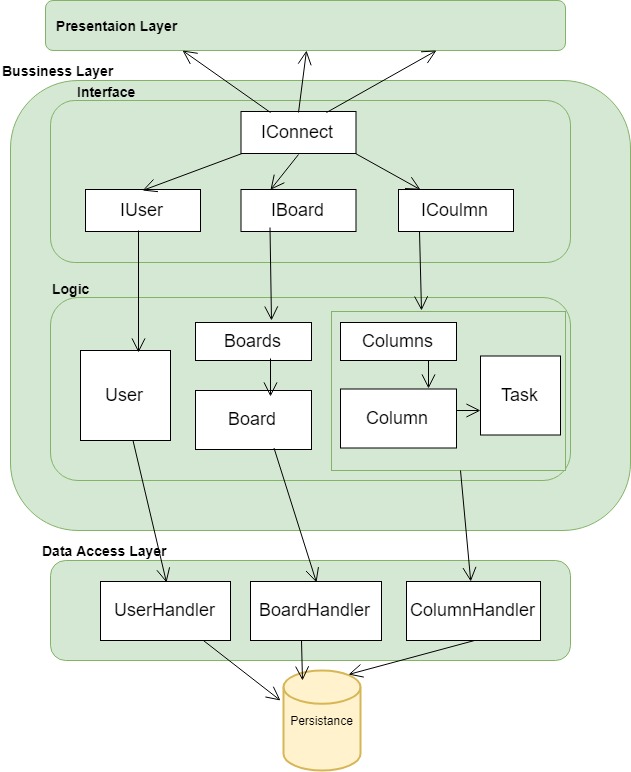 Presentaion Layer
Bussiness Layer
Interface
IConnect
IUser
IBoard
ICoulmn
Logic
Boards
Columns
User
Board
Column
Task
Data Access Layer
UserHandler
BoardHandler
ColumnHandler
Persistance